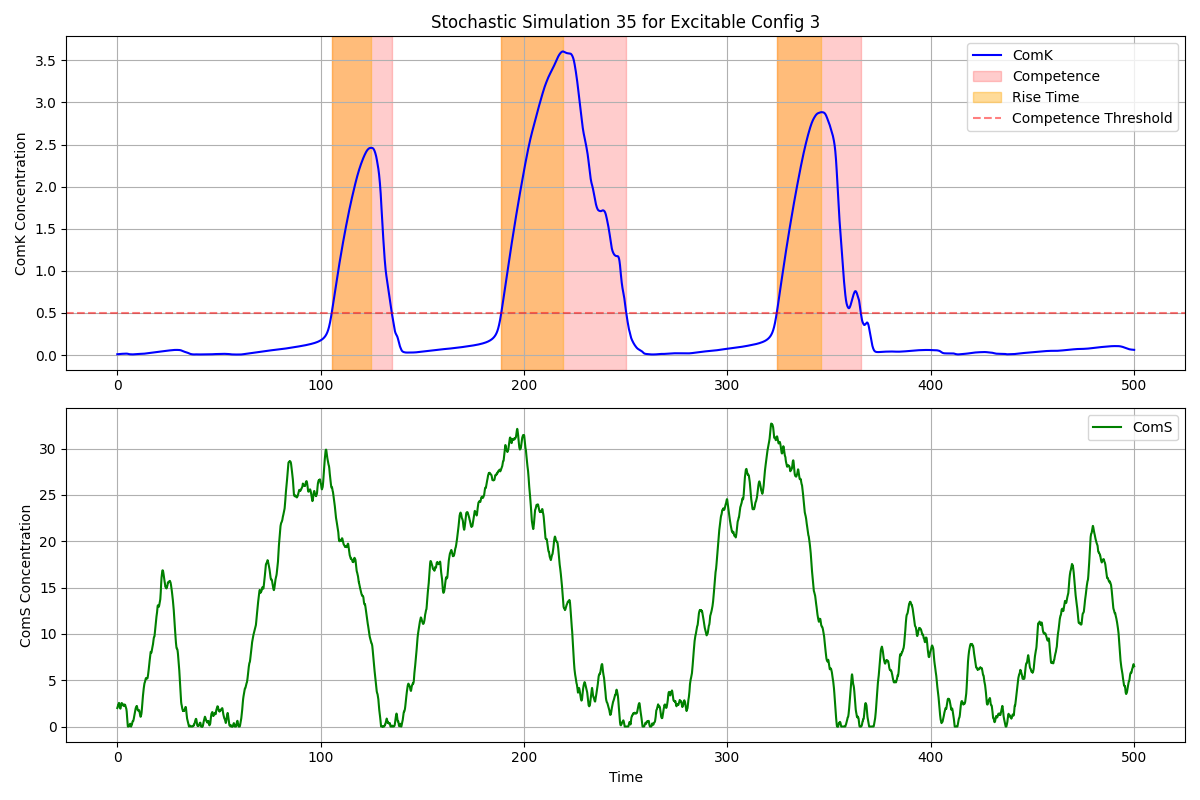 Stochastic Simulation 35 for Excitable Config 3
ComK Concentration
3.5
3.0
2.5
2.0
1.5
1.0
0.5
0.0
ComK
Competence
Rise Time
Competence Threshold
0 100 200 300 400 500
ComS Concentration
30
25
20
15
10
5
0
ComS
0 100 200 300 400 500
Time